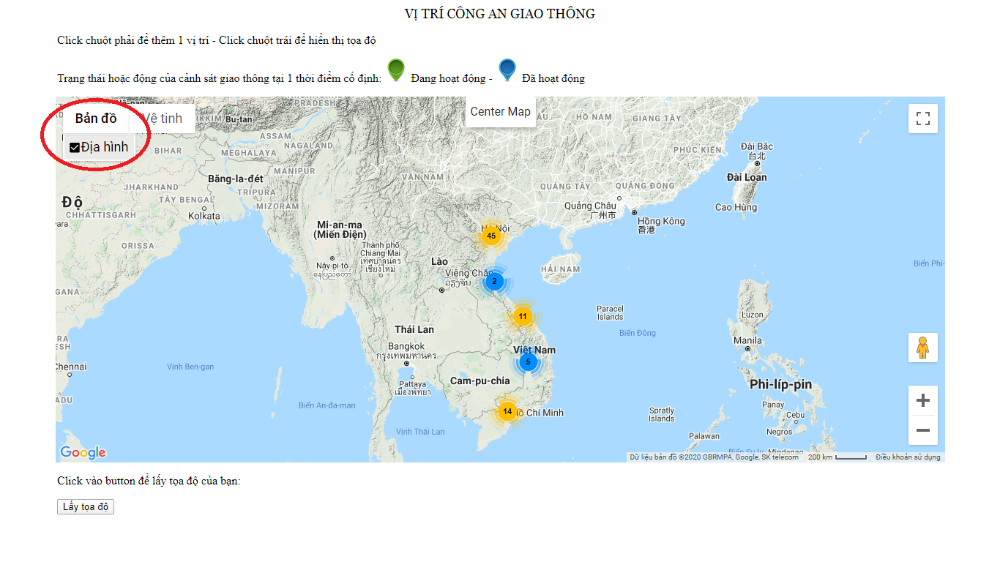 VỊ TRÍ CÔNG AN GIAO THÔNG
Click chuột phải để thêm 1 vị trí - Click chuột trái để hiển thị tọa độ
Trạng thái hoặc động của cảnh sát giao thông tại 1 thời điểm cố định: Đang hoạt động - Đã hoạt động
Bản đồ
Vệ tinh
Địa hình
Center Map
PRADESH
IKKIM
Bu-tan
ASSAM
NAGALAND
BIHAR
MEGHALAYA
MANIPUR
Băng-la-đét
JHARKHAND
TRIPURA
TÂY BENGAL
MIZORAM
Độ
CHHATTISGARH
Kolkata
ORISSA
VÂN NAM
HỒ NAM
GIANG TÂY
PHÚC KIẾN
QUẢNG TÂY
QUẢNG ĐÔNG
Đài Bắc
台北
Đài Loan
Cao Hùng
Quảng Châu
广州市
Hồng Kông
香港
Mi-an-ma
(Miến Điện)
Thành phố
Chiang Mai
เทศบาลนคร
เชียงใหม่
Nây-pi-tô
နေပြည်တော်
Lào
Viêng Chăn
ວຽງຈັນ
45
2
11
5
14
HẢI NAM
Biển Phi-
GANA
Thái Lan
Bangkok
กรุงเทพมหานคร
Pattaya
เมืองพัทยา
Cam-pu-chia
Việt Nam
ồ Chí Minh
Paracel
Islands
Biển Đông
Luzon
Manila
Phi-líp-pin
Panay
Cebu
Negros
Palawan
Spratly
Islands
Biển Su-lu
Mindanao
Chennai
ADU
Vịnh Ben-gan
Biển An-đa-man
Vịnh Thái Lan
Google
Dữ liệu bản đồ ©2020 GBRMPA, Google, SK telecom 200 km Điều khoản sử dụng
Click vào button để lấy tọa độ của bạn:
Lấy tọa độ